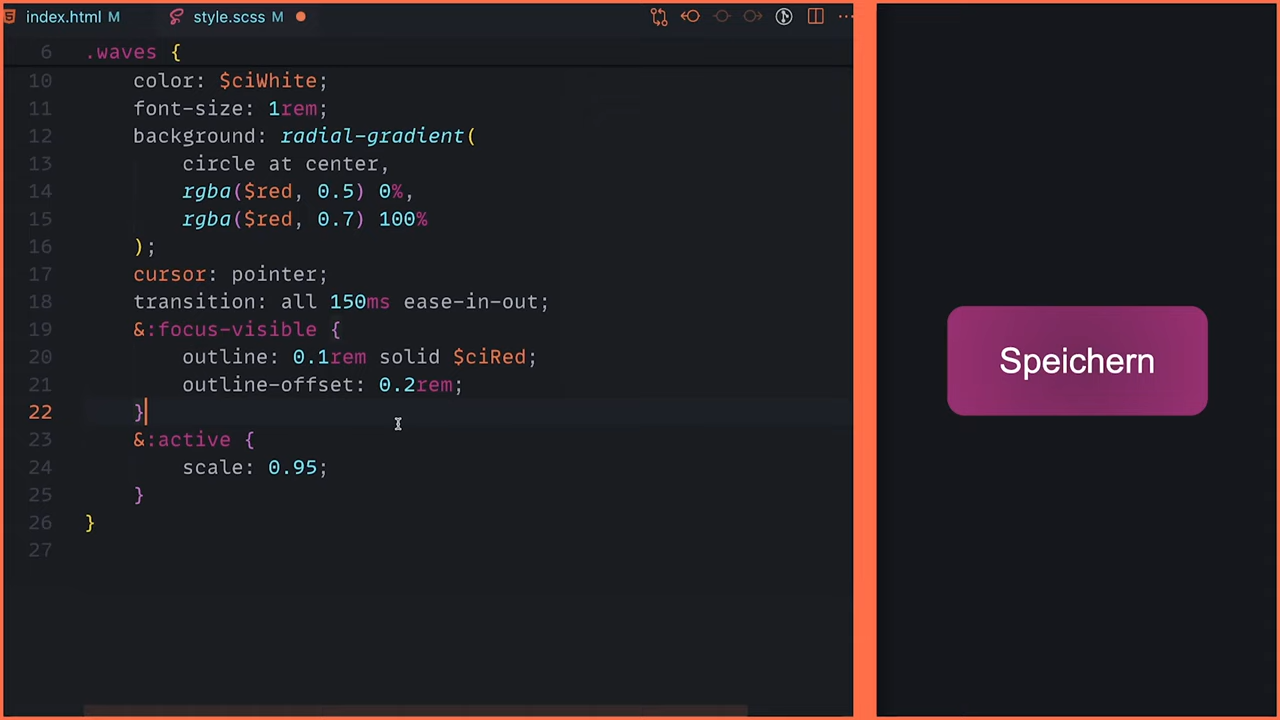 index.html M
style.scss M
6 .waves {
10 color: $ciWhite;
11 font-size: 1rem;
12 background: radial-gradient(
13 circle at center,
14 rgba($red, 0.5) 0%,
15 rgba($red, 0.7) 100%
16 );
17 cursor: pointer;
18 transition: all 150ms ease-in-out;
19 &:focus-visible {
20 outline: 0.1rem solid $ciRed;
21 outline-offset: 0.2rem;
22 }
23 &:active {
24 scale: 0.95;
25 }
26 }
27
Speichern